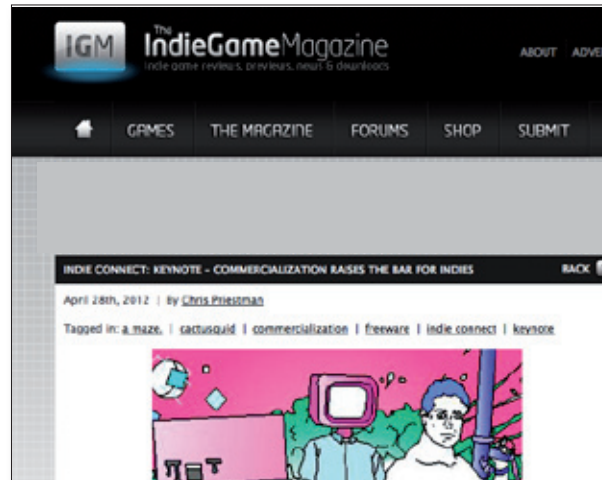 IGM
The
IndieGameMagazine
indie game reviews, previews, news & downloads
ABOUT ADVE
GAMES THE MAGAZINE FORUMS SHOP SUBMIT
INDIE CONNECT: KEYNOTE – COMMERCIALIZATION RAISES THE BAR FOR INDIES BACK
April 28th, 2012 | By Chris Priestman
Tagged in: a maze. | cactusquid | commercialization | freeware | indie connect | keynote